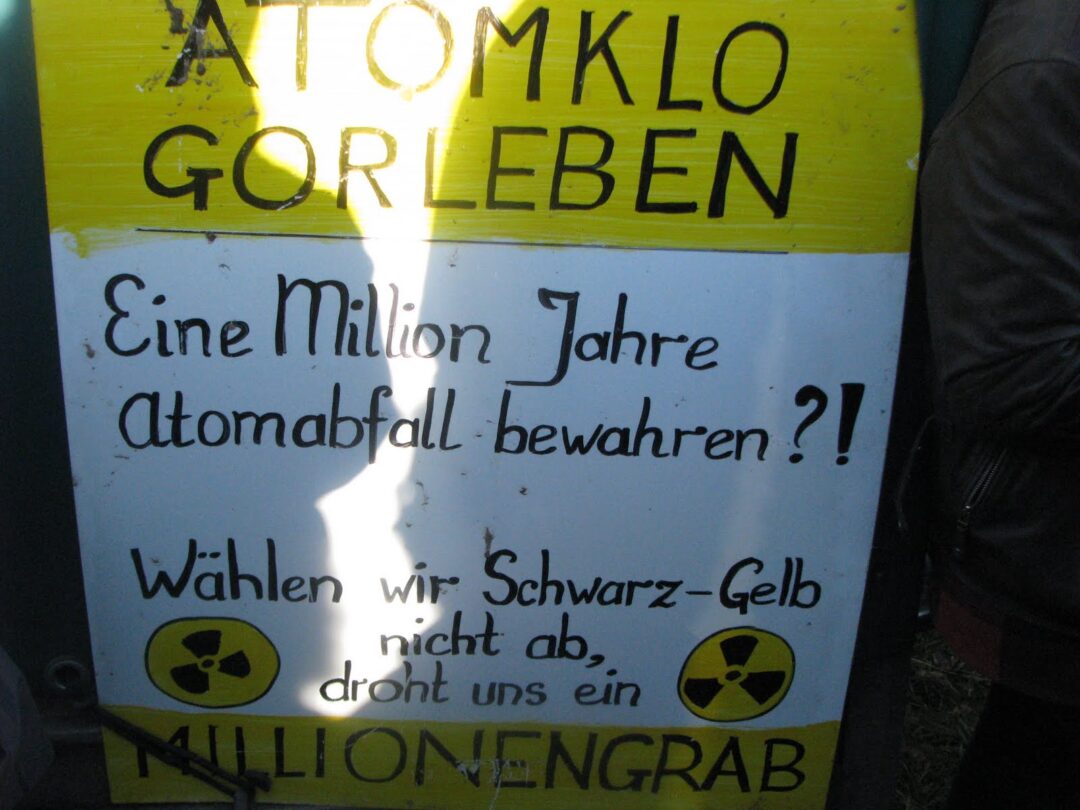 ATOMKLO
GORLEBEN
Eine Million Jahre
Atomabfall bewahren?!
Wählen wir Schwarz-Gelb
nicht ab,
droht uns ein
MILLIONENGRAB